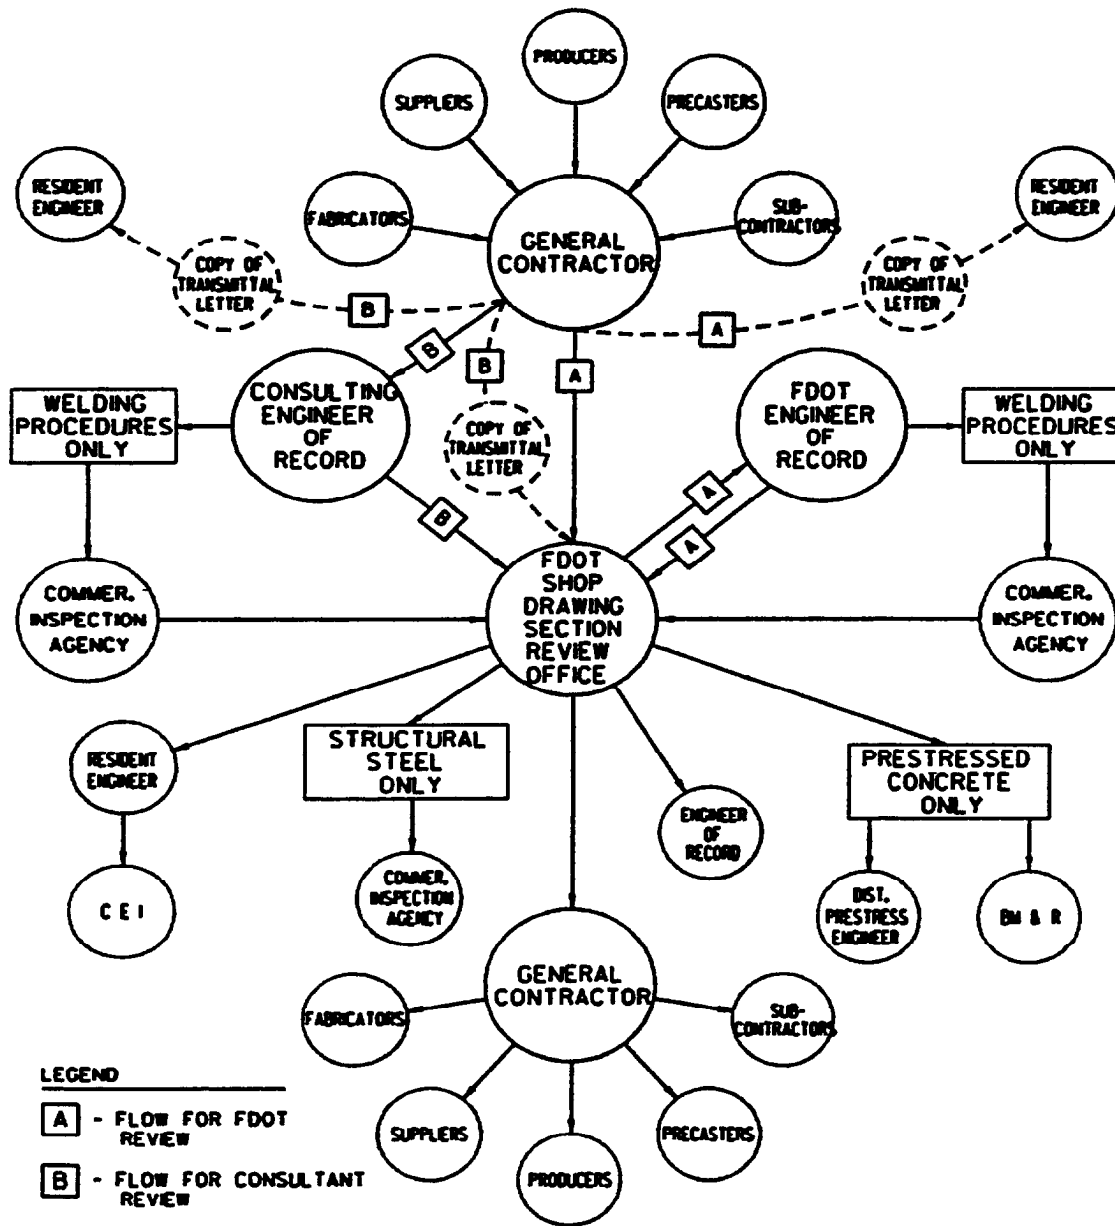 PRODUCERS
SUPPLIERS
PRECASTERS
RESIDENT
ENGINEER
RESIDENT
ENGINEER
FABRICATORS
SUB-
CONTRACTORS
GENERAL
CONTRACTOR
COPY OF
TRANSMITTAL
LETTER
COPY OF
TRANSMITTAL
LETTER
B
A
B
B
A
WELDING
PROCEDURES
ONLY
CONSULTING
ENGINEER
OF
RECORD
COPY OF
TRANSMITTAL
LETTER
FDOT
ENGINEER
OF
RECORD
WELDING
PROCEDURES
ONLY
B
A
A
COMMER.
INSPECTION
AGENCY
FDOT
SHOP
DRAWING
SECTION
REVIEW
OFFICE
COMMER.
INSPECTION
AGENCY
RESIDENT
ENGINEER
STRUCTURAL
STEEL
ONLY
ENGINEER
OF
RECORD
PRESTRESSED
CONCRETE
ONLY
C E I
COMMER.
INSPECTION
AGENCY
DIST.
PRESTRESS
ENGINEER
BM & R
GENERAL
CONTRACTOR
FABRICATORS
SUB-
CONTRACTORS
SUPPLIERS
PRODUCERS
PRECASTERS
LEGEND
A - FLOW FOR FDOT
REVIEW
B - FLOW FOR CONSULTANT
REVIEW